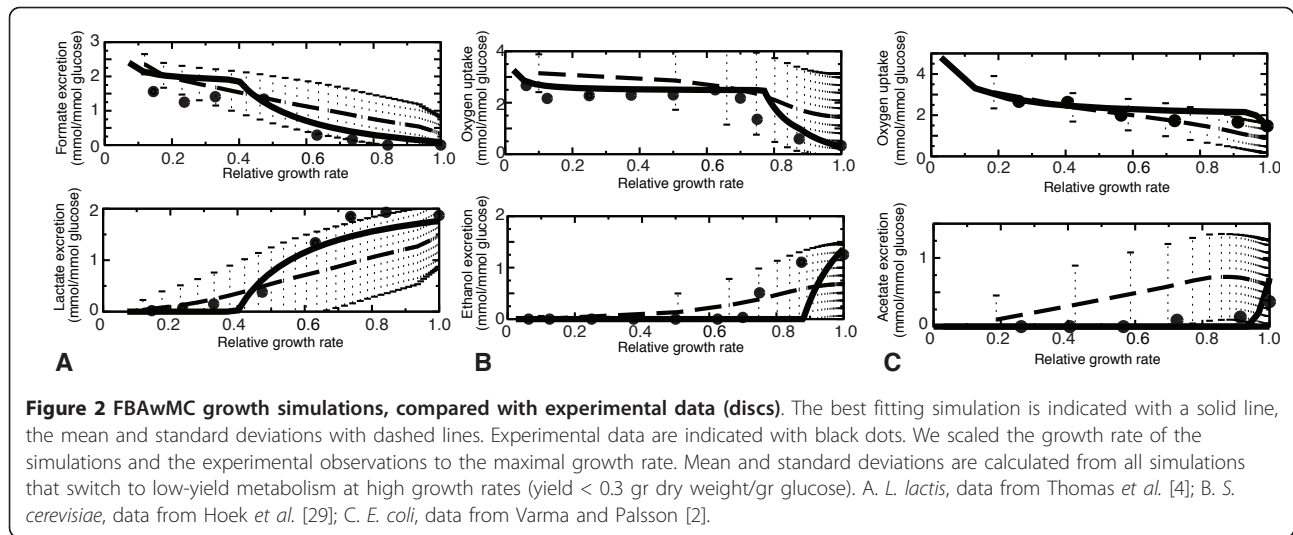 Formate excretion
(mmol/mmol glucose)
3
2
1
0
0 0.2 0.4 0.6 0.8 1.0
Relative growth rate
Lactate excretion
(mmol/mmol glucose)
2
1
0
0 0.2 0.4 0.6 0.8 1.0
Relative growth rate
A
Oxygen uptake
(mmol/mmol glucose)
4
2
0
0 0.2 0.4 0.6 0.8 1.0
Relative growth rate
Ethanol excretion
(mmol/mmol glucose)
2
1
0
0 0.2 0.4 0.6 0.8 1.0
Relative growth rate
B
Oxygen uptake
(mmol/mmol glucose)
4
2
0
0 0.2 0.4 0.6 0.8 1.0
Relative growth rate
Acetate excretion
(mmol/mmol glucose)
1
0
0 0.2 0.4 0.6 0.8 1.0
Relative growth rate
C
Figure 2 FBAwMC growth simulations, compared with experimental data (discs). The best fitting simulation is indicated with a solid line,
the mean and standard deviations with dashed lines. Experimental data are indicated with black dots. We scaled the growth rate of the
simulations and the experimental observations to the maximal growth rate. Mean and standard deviations are calculated from all simulations
that switch to low-yield metabolism at high growth rates (yield < 0.3 gr dry weight/gr glucose). A. L. lactis, data from Thomas et al. [4]; B. S.
cerevisiae, data from Hoek et al. [29]; C. E. coli, data from Varma and Palsson [2].